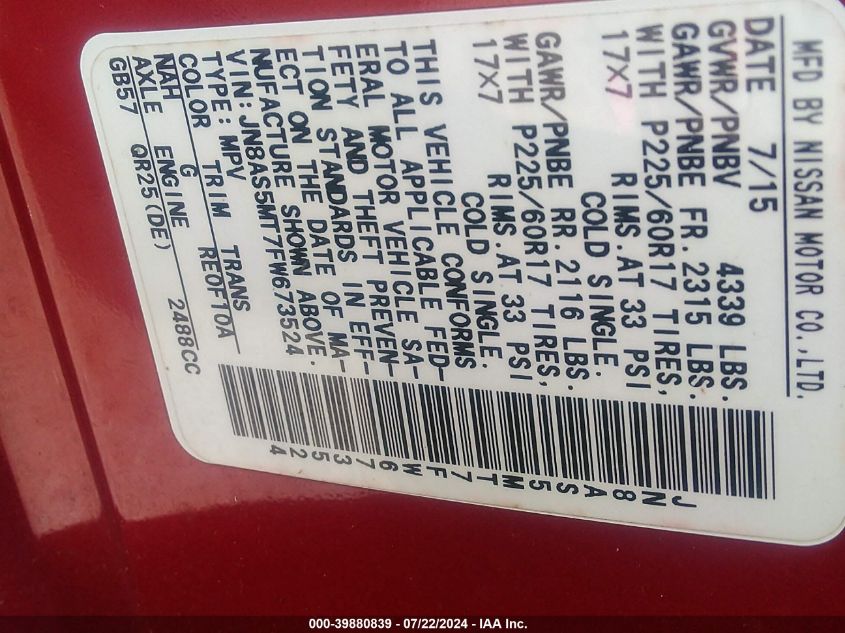 MFD BY NISSAN MOTOR CO.,LTD.
DATE 7/15
GVWR/PNBV 4339 LBS.
GAWR/PNBE FR. 2315 LBS.
WITH P225/60R17 TIRES,
17X7 RIMS.AT 33 PSI
COLD SINGLE.
GAWR/PNBE RR. 2116 LBS.
WITH P225/60R17 TIRES,
17X7 RIMS.AT 33 PSI
COLD SINGLE.
THIS VEHICLE CONFORMS
TO ALL APPLICABLE FED-
ERAL MOTOR VEHICLE SA-
FETY AND THEFT PREVEN-
TION STANDARDS IN EFF-
ECT ON THE DATE OF MA-
NUFACTURE SHOWN ABOVE.
VIN: JN8AS5MT7FW673524
TYPE: MPV
COLOR TRIM TRANS
NAH G RE0F10A
AXLE ENGINE
GB57 QR25(DE) 2488CC
JN8AS5MT7FW673524
000-39880839 - 07/22/2024 - IAA Inc.